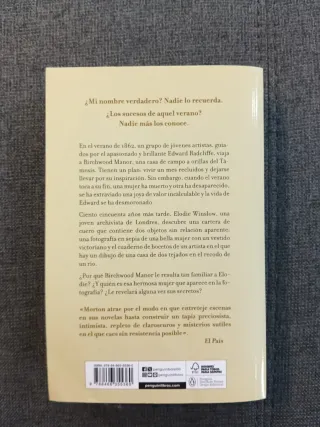 ¿Mi nombre verdadero? Nadie lo recuerda.
¿Los sucesos de aquel verano?
Nadie más los conoce.
En el verano de 1862, un grupo de jóvenes artistas, guia-
dos por el apasionado y brillante Edward Radcliffe, viaja
a Birchwood Manor, una casa de campo a orillas del Tá-
mesis. Tienen un plan: vivir un mes recluidos y dejarse
llevar por su inspiración. Sin embargo, cuando el verano
toca a su fin, una mujer ha muerto y otra ha desaparecido,
se ha extraviado una joya de valor incalculable y la vida de
Edward se ha desmoronado.
Ciento cincuenta años más tarde, Elodie Winslow, una
joven archivista de Londres, descubre una cartera de cue-
ro que contiene dos objetos sin relación aparente: una
fotografía en sepia de una bella mujer con un vestido
victoriano y el cuaderno de bocetos de un artista en el que
hay un dibujo de una casa de dos tejados en el recodo de
un río.
¿Por qué Birchwood Manor le resulta tan familiar a Elo-
die? ¿Y quién es esa hermosa mujer que aparece en la fo-
tografía? ¿Le revelará alguna vez sus secretos?
«Morton atrae por el modo en que entreteje escenas
en sus novelas hasta construir un tapiz preciosista,
intimista, repleto de claroscuros y misterios sutiles
en el que caes sin resistencia posible».
El País
penguinlibros.com